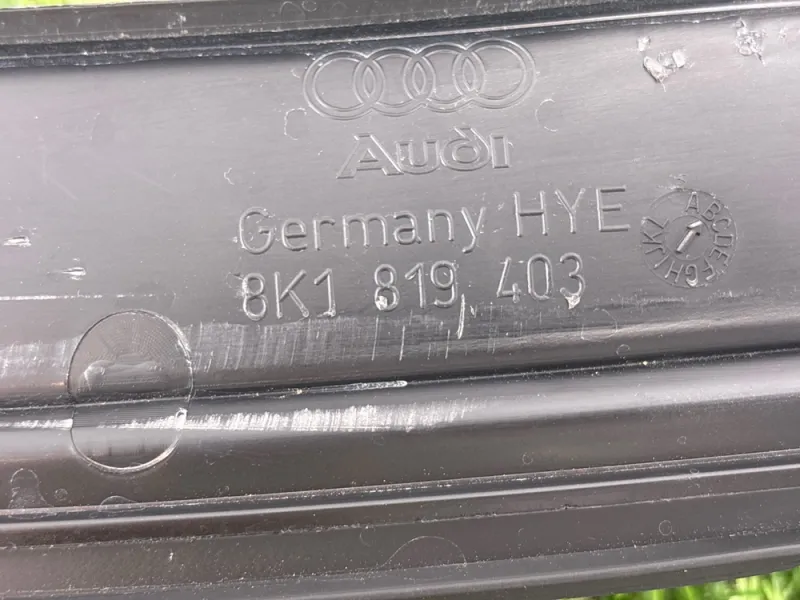 Audi
Germany HYE
8K1 819 403
ABCDEFGHIJKL